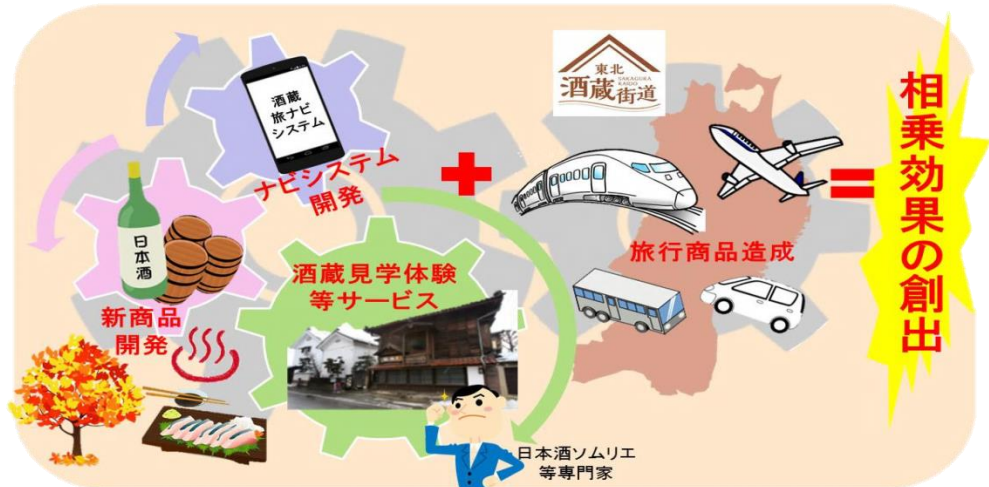 酒蔵
旅ナビ
システム
ナビシステム
開発
日本酒
新商品
開発
酒蔵見学体験
等サービス
日本酒ソムリエ
等専門家
+
東北
酒蔵街道
SAKAGURA
KAIDO
旅行商品造成
=
相乗効果の創出